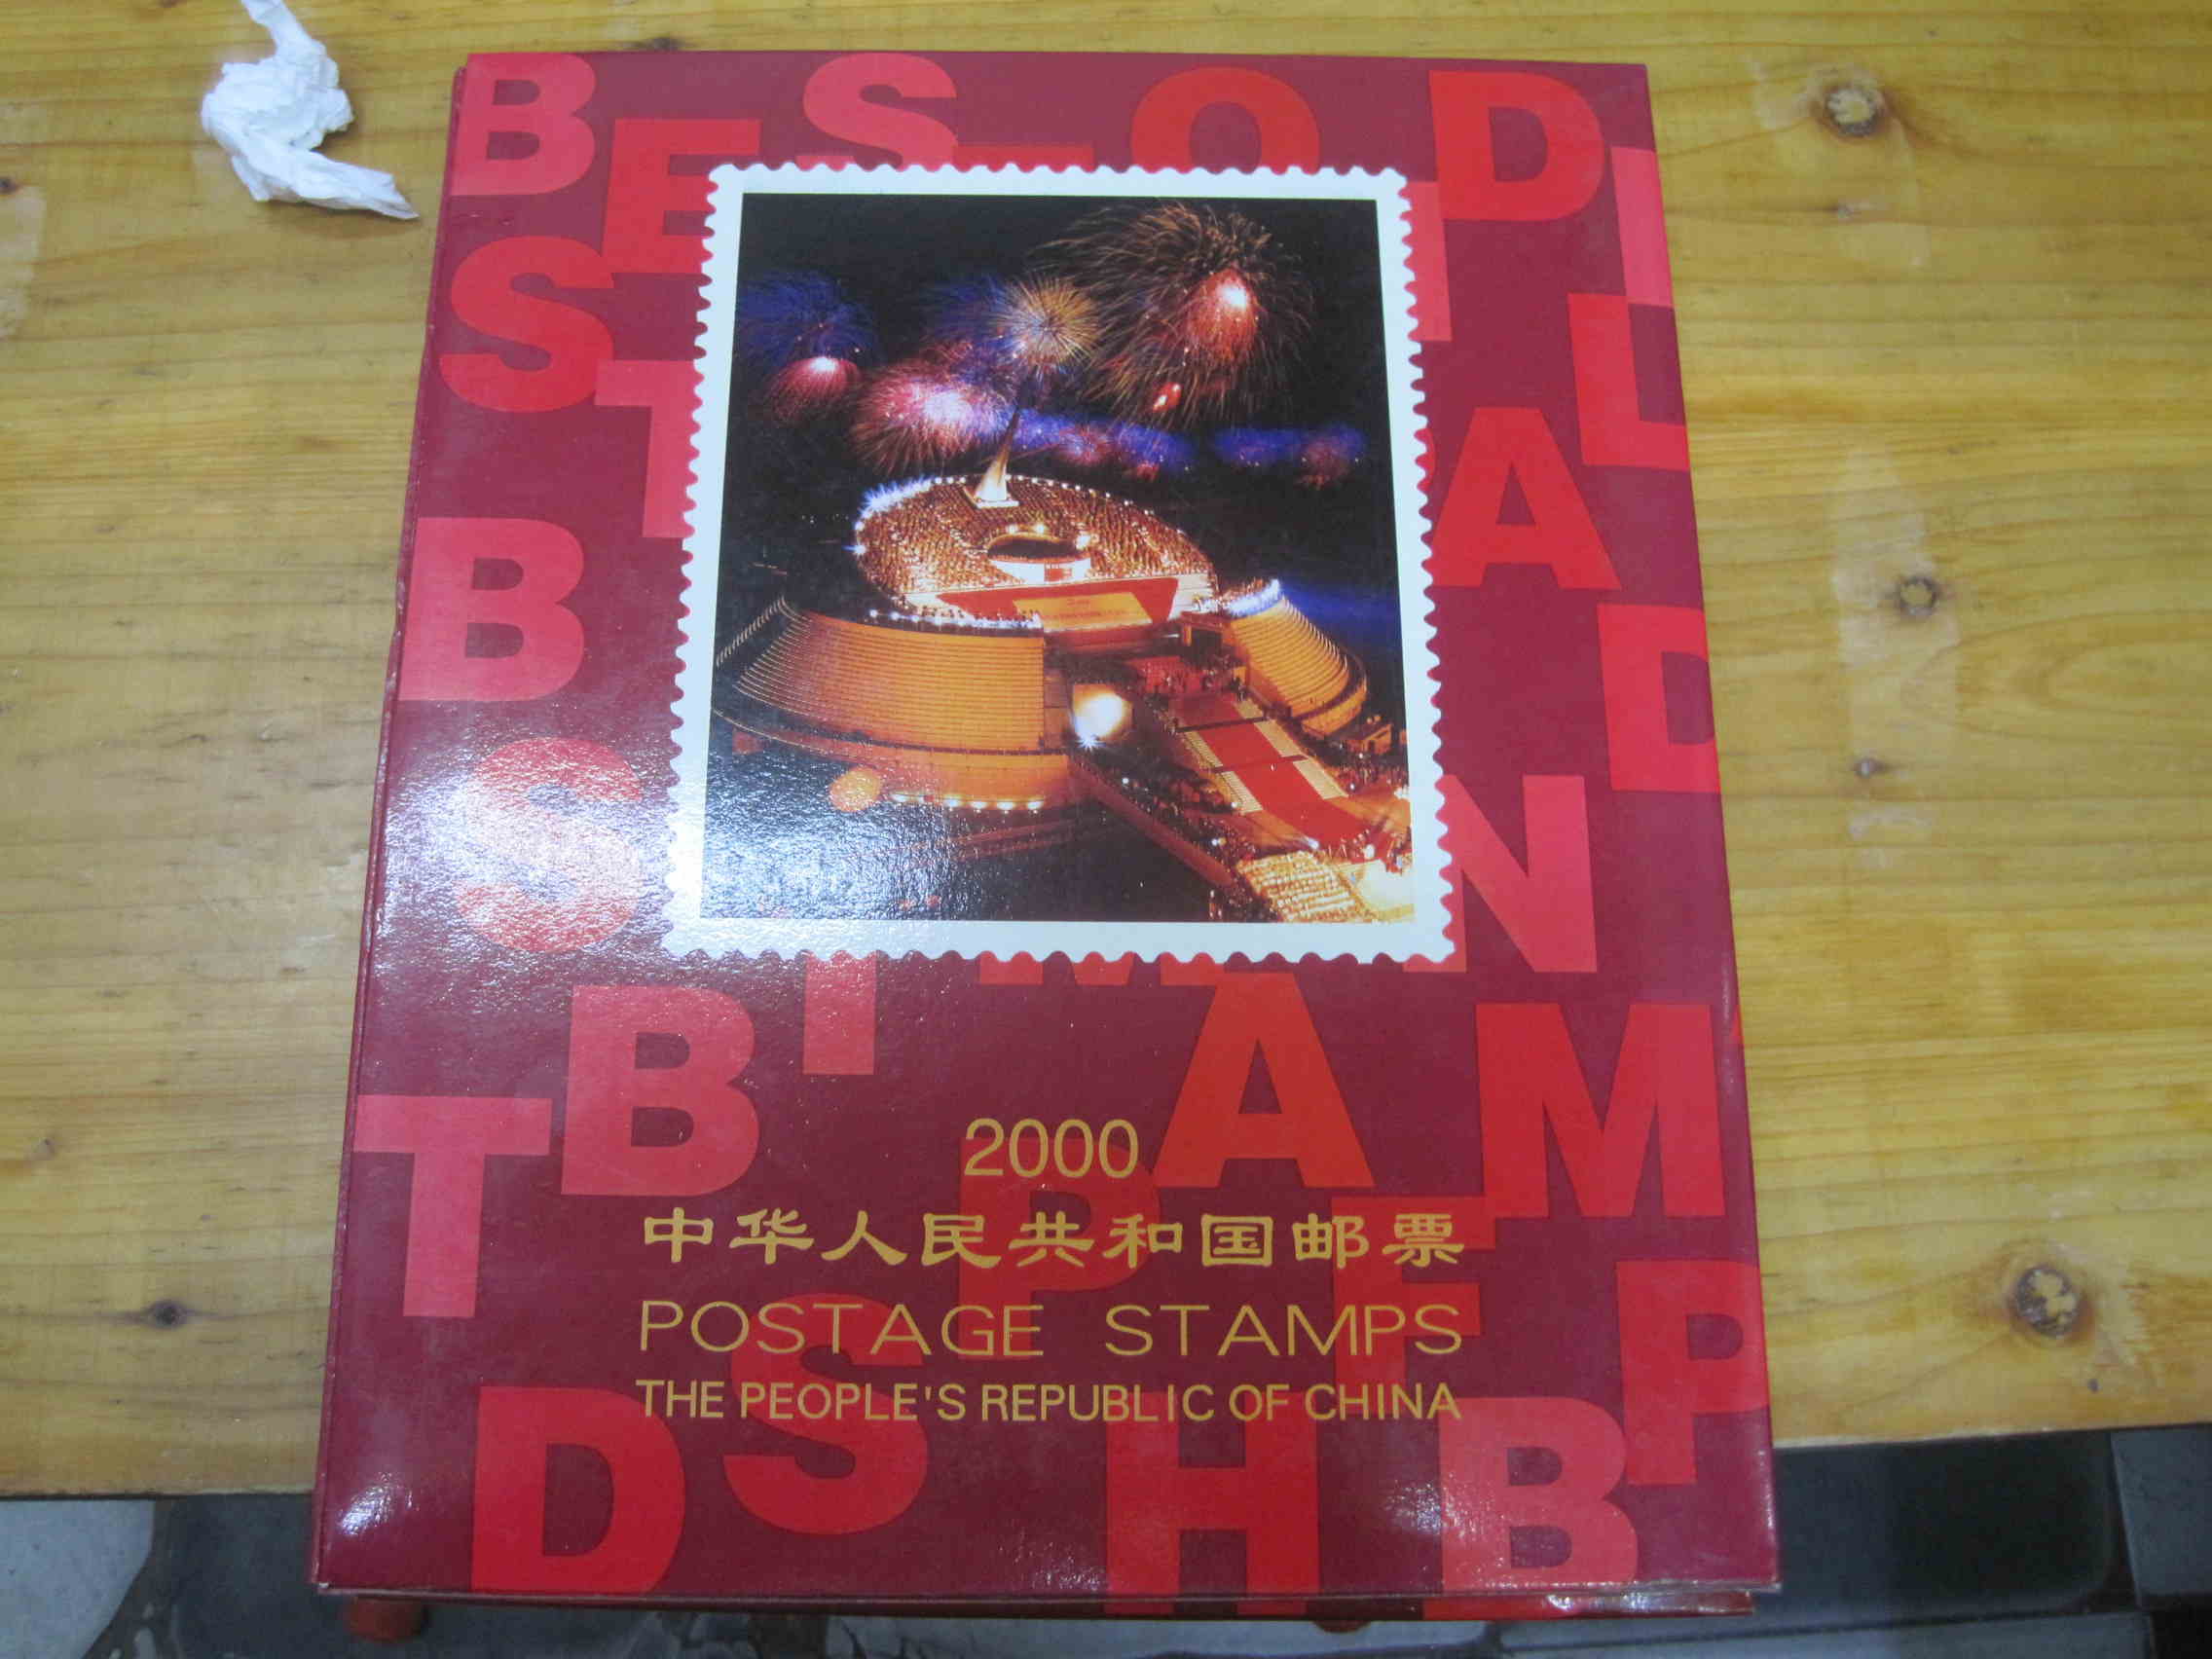 2000
中华人民共和国邮票
POSTAGE STAMPS
THE PEOPLE'S REPUBLIC OF CHINA